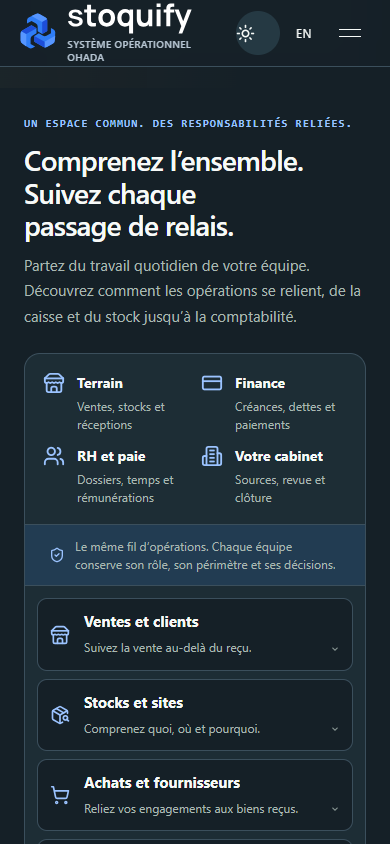 stoquify
SYSTÈME OPÉRATIONNEL
OHADA
EN
UN ESPACE COMMUN. DES RESPONSABILITÉS RELIÉES.
Comprenez l’ensemble.
Suivez chaque
passage de relais.
Partez du travail quotidien de votre équipe.
Découvrez comment les opérations se relient, de la
caisse et du stock jusqu’à la comptabilité.
Terrain
Ventes, stocks et
réceptions
Finance
Créances, dettes et
paiements
RH et paie
Dossiers, temps et
rémunérations
Votre cabinet
Sources, revue et
clôture
Le même fil d’opérations. Chaque équipe
conserve son rôle, son périmètre et ses décisions.
Ventes et clients
Suivez la vente au-delà du reçu.
Stocks et sites
Comprenez quoi, où et pourquoi.
Achats et fournisseurs
Reliez vos engagements aux biens reçus.